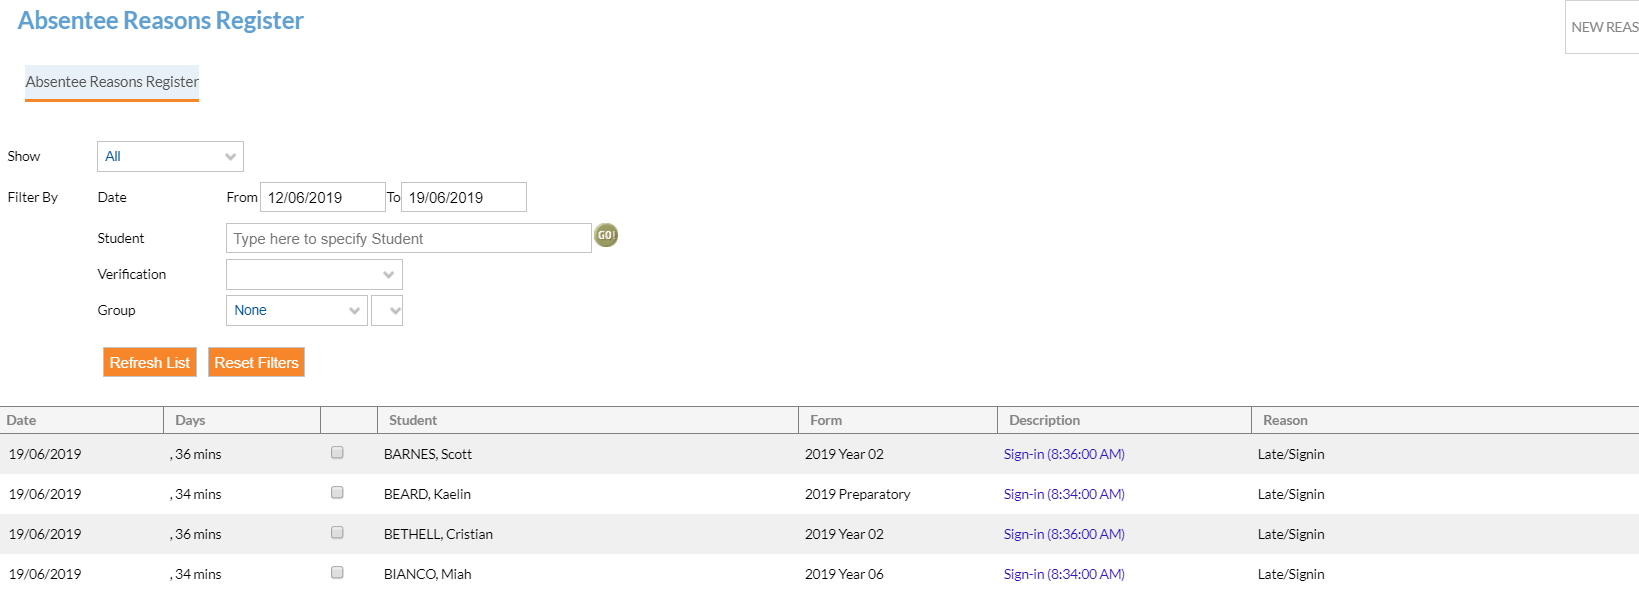 Absentee Reasons Register
NEW REAS
Absentee Reasons Register
Show All
Filter By Date From 12/06/2019 To 19/06/2019
Student Type here to specify Student GO!
Verification
Group None
Refresh List Reset Filters
Date Days Student Form Description Reason
19/06/2019 , 36 mins BARNES, Scott 2019 Year 02 Sign-in (8:36:00 AM) Late/Signin
19/06/2019 , 34 mins BEARD, Kaelin 2019 Preparatory Sign-in (8:34:00 AM) Late/Signin
19/06/2019 , 36 mins BETHELL, Cristian 2019 Year 02 Sign-in (8:36:00 AM) Late/Signin
19/06/2019 , 34 mins BIANCO, Miah 2019 Year 06 Sign-in (8:34:00 AM) Late/Signin